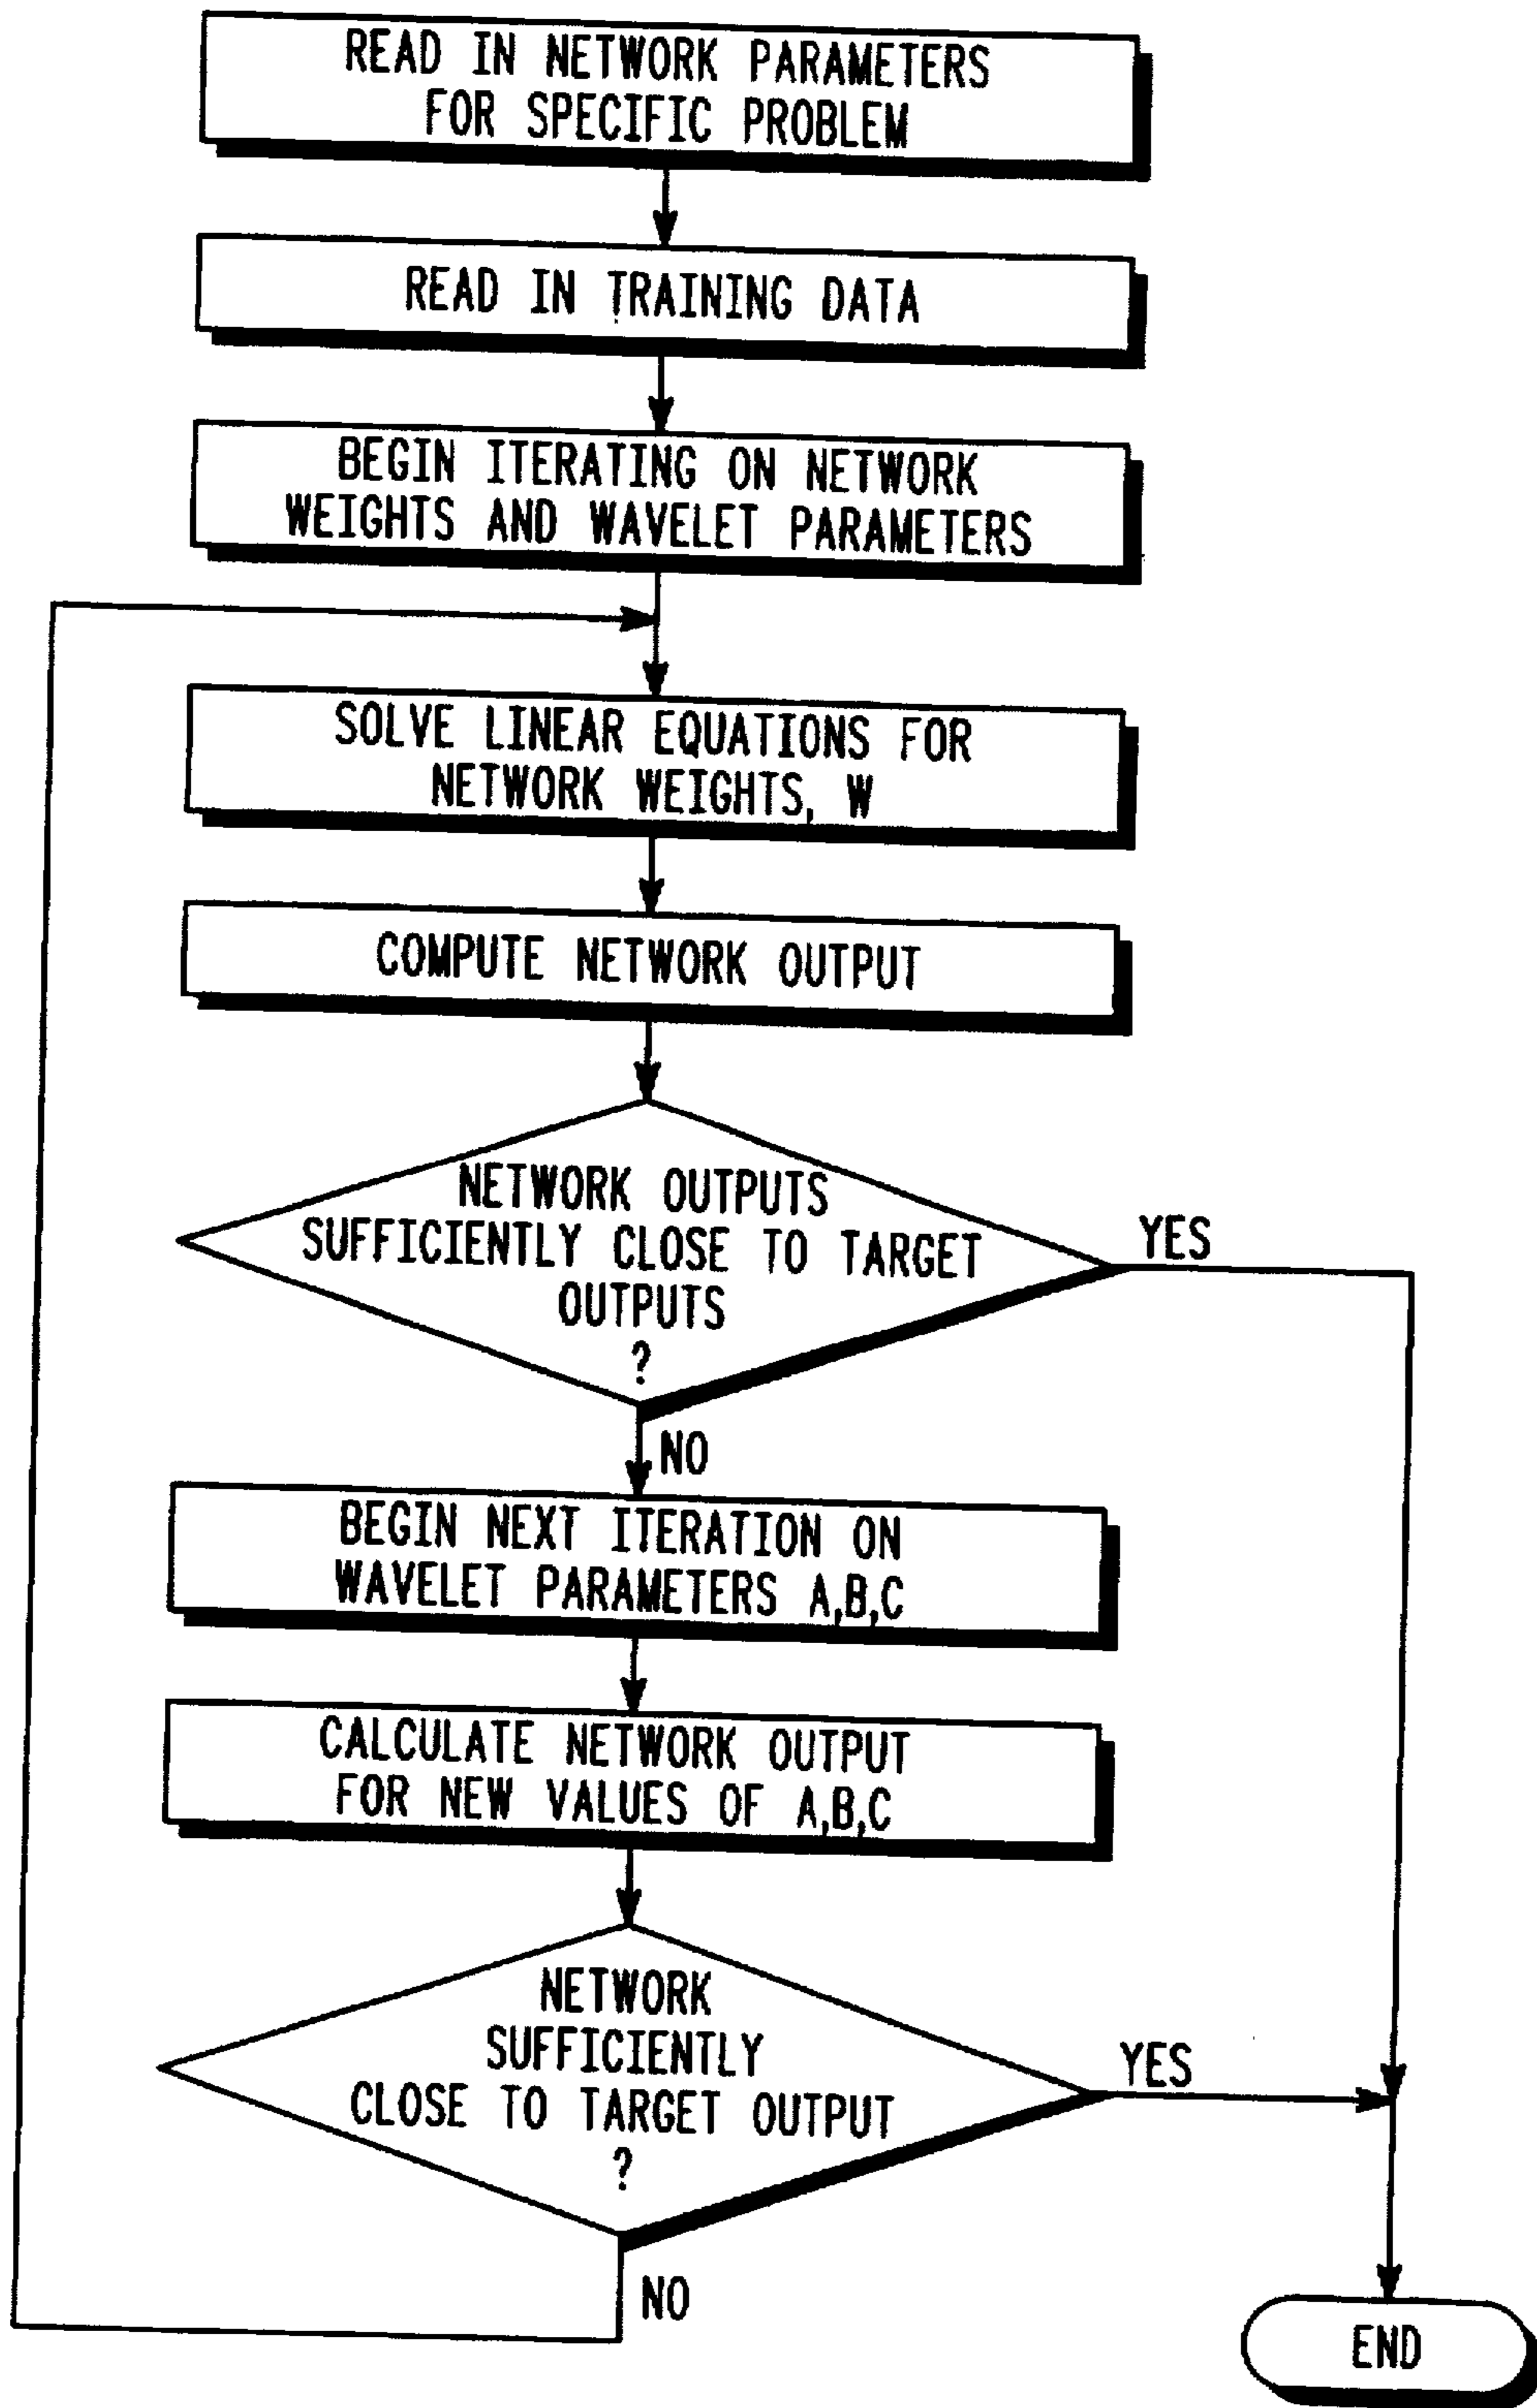 READ IN NETWORK PARAMETERS
FOR SPECIFIC PROBLEM
READ IN TRAINING DATA
BEGIN ITERATING ON NETWORK
WEIGHTS AND WAVELET PARAMETERS
SOLVE LINEAR EQUATIONS FOR
NETWORK WEIGHTS, W
COMPUTE NETWORK OUTPUT
NETWORK OUTPUTS
SUFFICIENTLY CLOSE TO TARGET
OUTPUTS
?
YES
NO
BEGIN NEXT ITERATION ON
WAVELET PARAMETERS A,B,C
CALCULATE NETWORK OUTPUT
FOR NEW VALUES OF A,B,C
NETWORK
SUFFICIENTLY
CLOSE TO TARGET OUTPUT
?
YES
NO
END